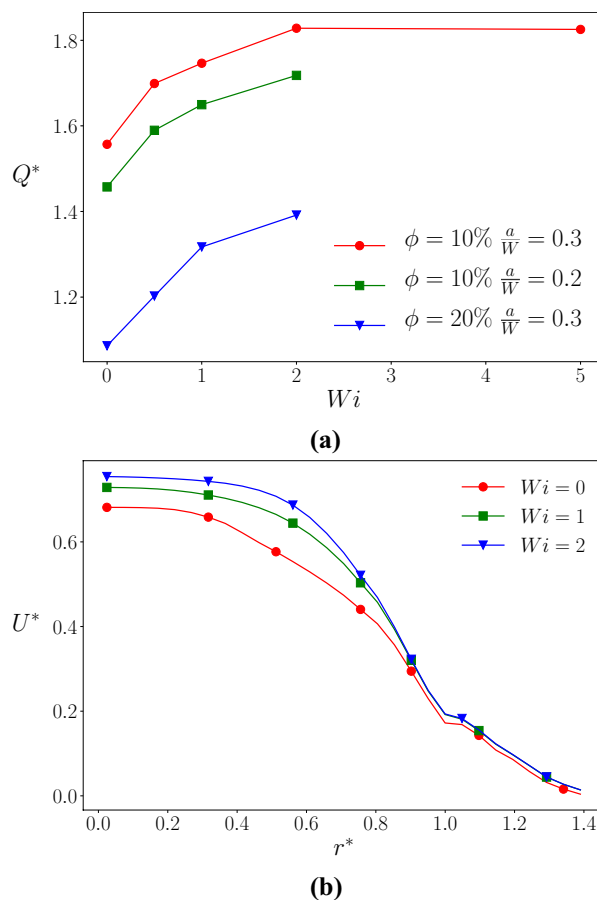 1.8
1.6
1.4
1.2
Q*
ϕ = 10% a/W = 0.3
ϕ = 10% a/W = 0.2
ϕ = 20% a/W = 0.3
0 1 2 3 4 5
Wi
(a)
0.6
0.4
0.2
0.0
U*
Wi = 0
Wi = 1
Wi = 2
0.0 0.2 0.4 0.6 0.8 1.0 1.2 1.4
r*
(b)